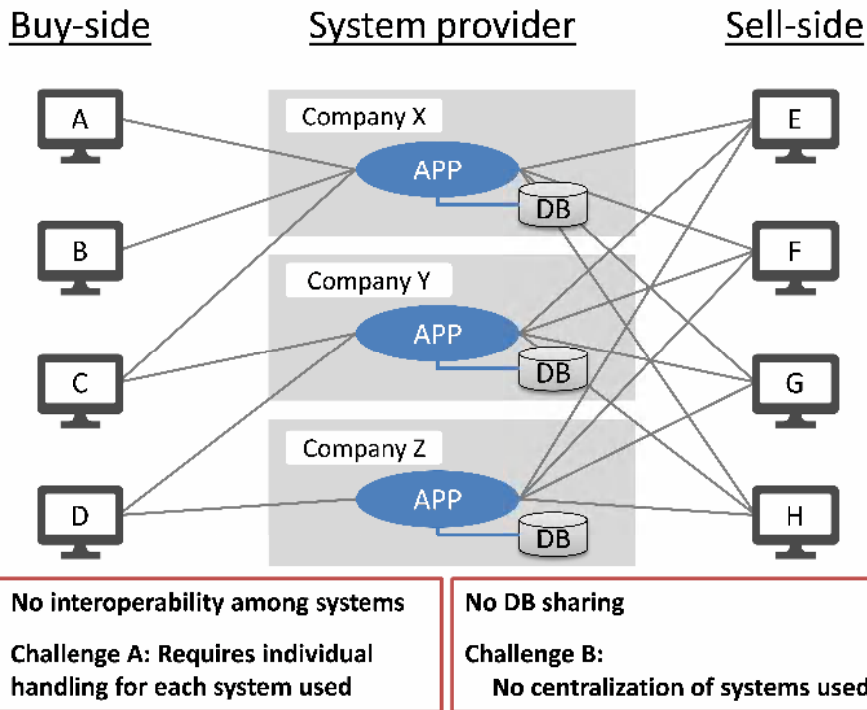 Buy-side
System provider
Sell-side
A
Company X
E
APP
DB
B
F
Company Y
APP
C
DB
G
Company Z
D
APP
H
DB
No interoperability among systems
Challenge A: Requires individual
handling for each system used
No DB sharing
Challenge B:
No centralization of systems used